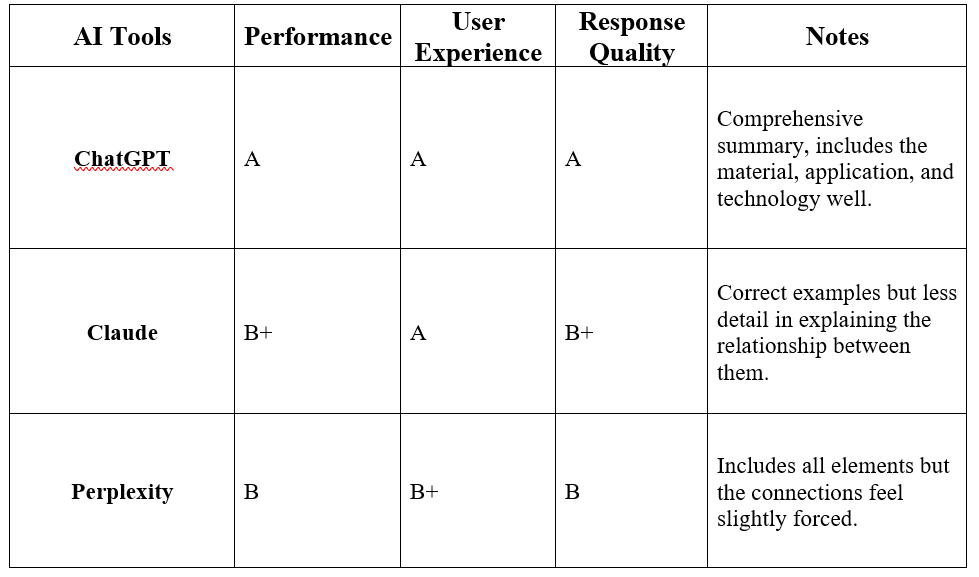 AI Tools
Performance
User
Experience
Response
Quality
Notes
ChatGPT
A
A
A
Comprehensive
summary, includes the
material, application, and
technology well.
Claude
B+
A
B+
Correct examples but less
detail in explaining the
relationship between
them.
Perplexity
B
B+
B
Includes all elements but
the connections feel
slightly forced.